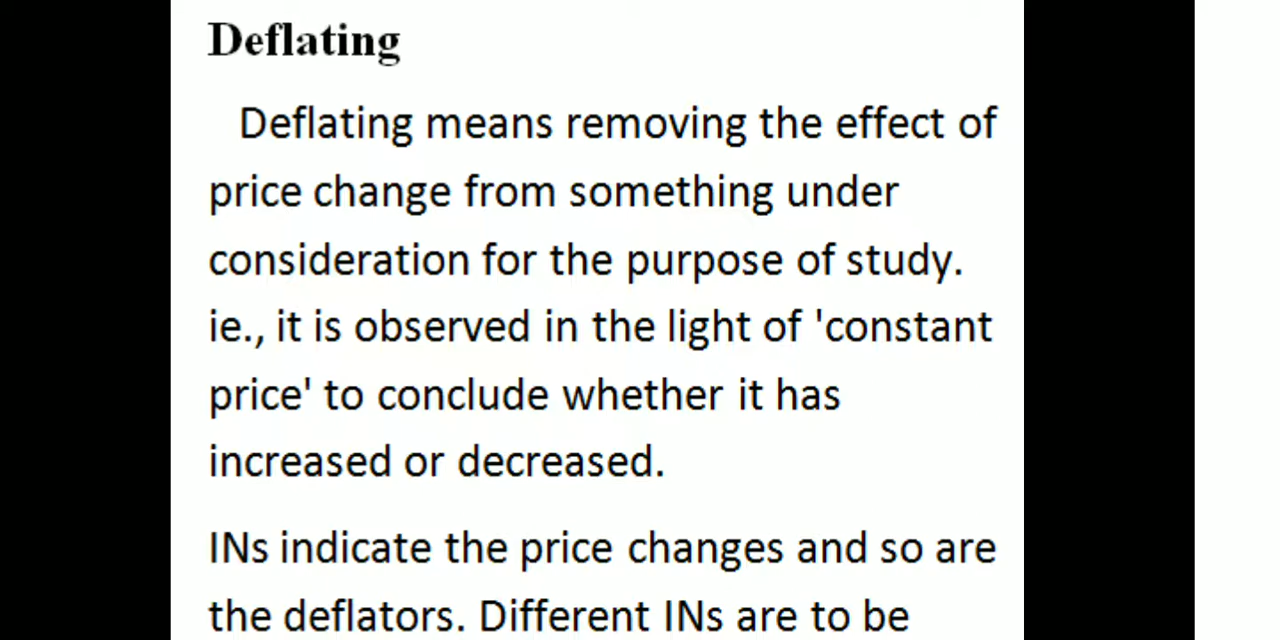 Deflating
Deflating means removing the effect of
price change from something under
consideration for the purpose of study.
ie., it is observed in the light of 'constant
price' to conclude whether it has
increased or decreased.
INs indicate the price changes and so are
the deflators. Different INs are to be